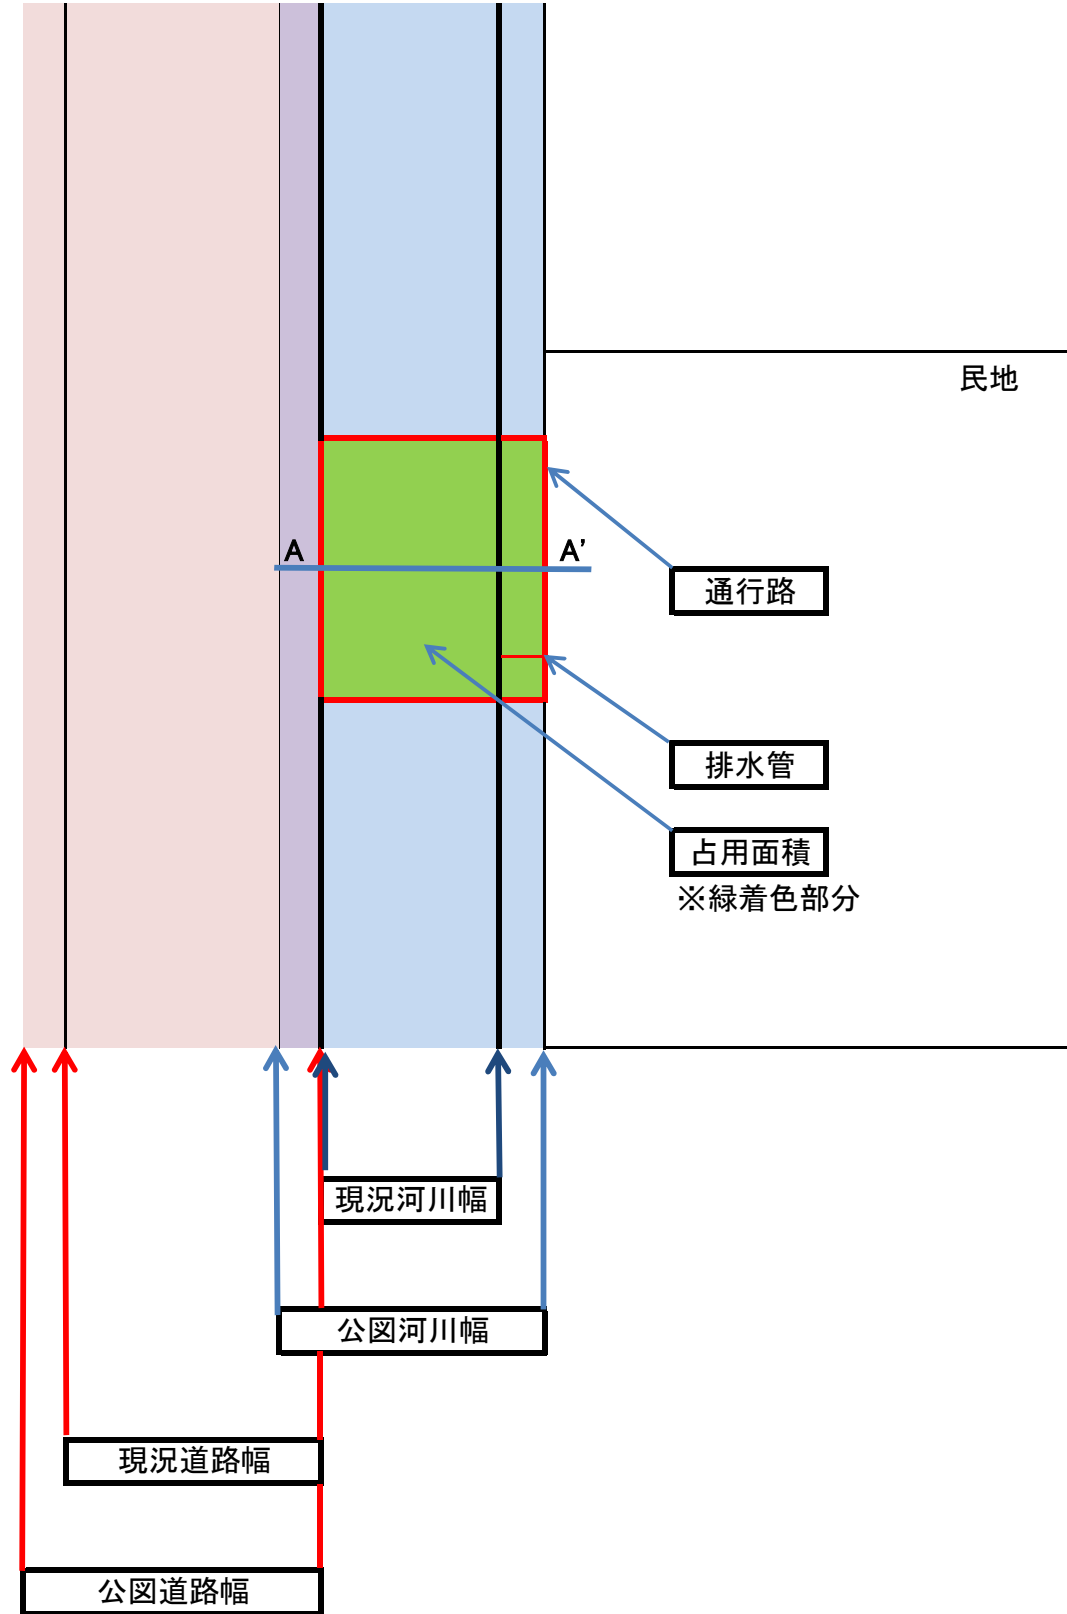 民地
A
A'
通行路
排水管
占用面積
※緑着色部分
現況河川幅
公図河川幅
現況道路幅
公図道路幅